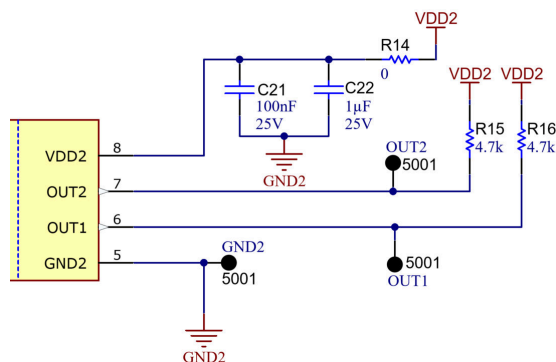 VDD2
R14
0
C21
100nF
25V
C22
1µF
25V
GND2
VDD2
VDD2
R15
4.7k
R16
4.7k
VDD2
8
OUT2
7
OUT2
5001
OUT1
6
5001
OUT1
GND2
5
GND2
5001
GND2